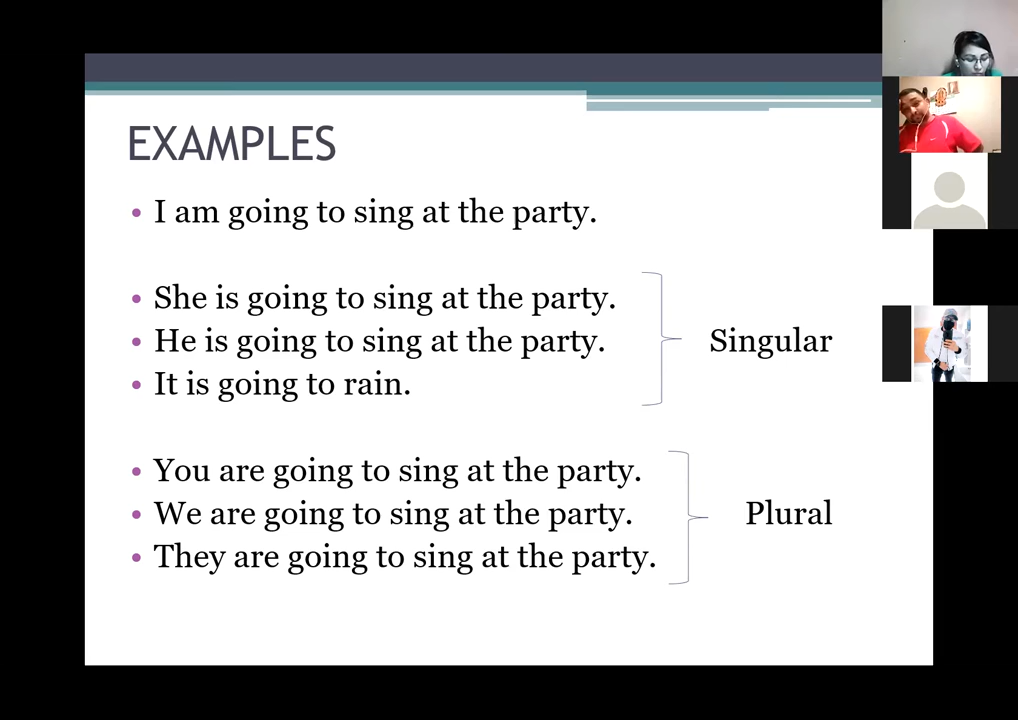 EXAMPLES
• I am going to sing at the party.
• She is going to sing at the party.
• He is going to sing at the party.
• It is going to rain.
Singular
• You are going to sing at the party.
• We are going to sing at the party.
• They are going to sing at the party.
Plural